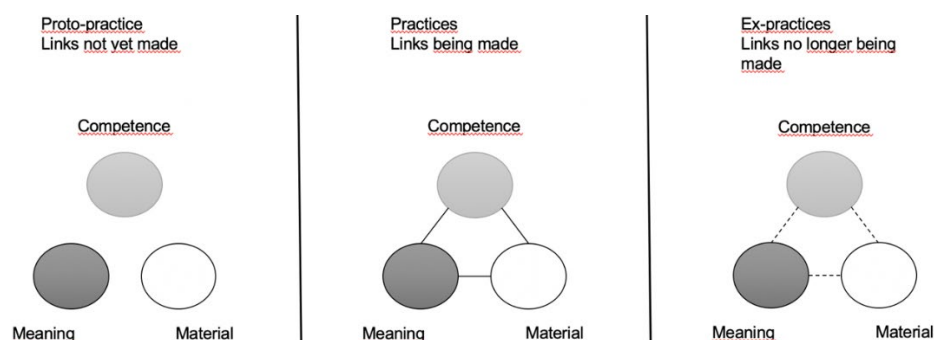 Proto-practice
Links not yet made
Competence
Meaning Material
Practices
Links being made
Competence
Meaning Material
Ex-practices
Links no longer being
made
Competence
Meaning Material